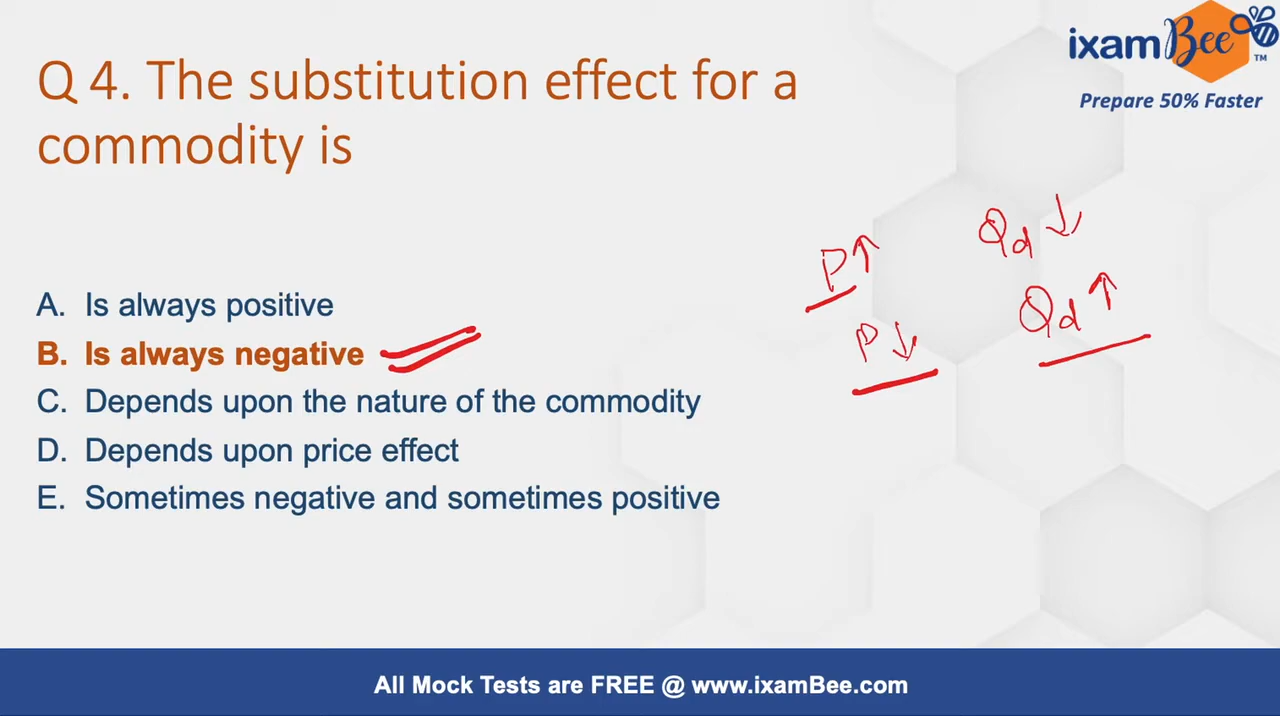 ixamBee™
Prepare 50% Faster
Q 4. The substitution effect for a
commodity is
A. Is always positive
B. Is always negative
C. Depends upon the nature of the commodity
D. Depends upon price effect
E. Sometimes negative and sometimes positive
P↑ Qd↓
P↓ Qd↑
All Mock Tests are FREE @ www.ixamBee.com